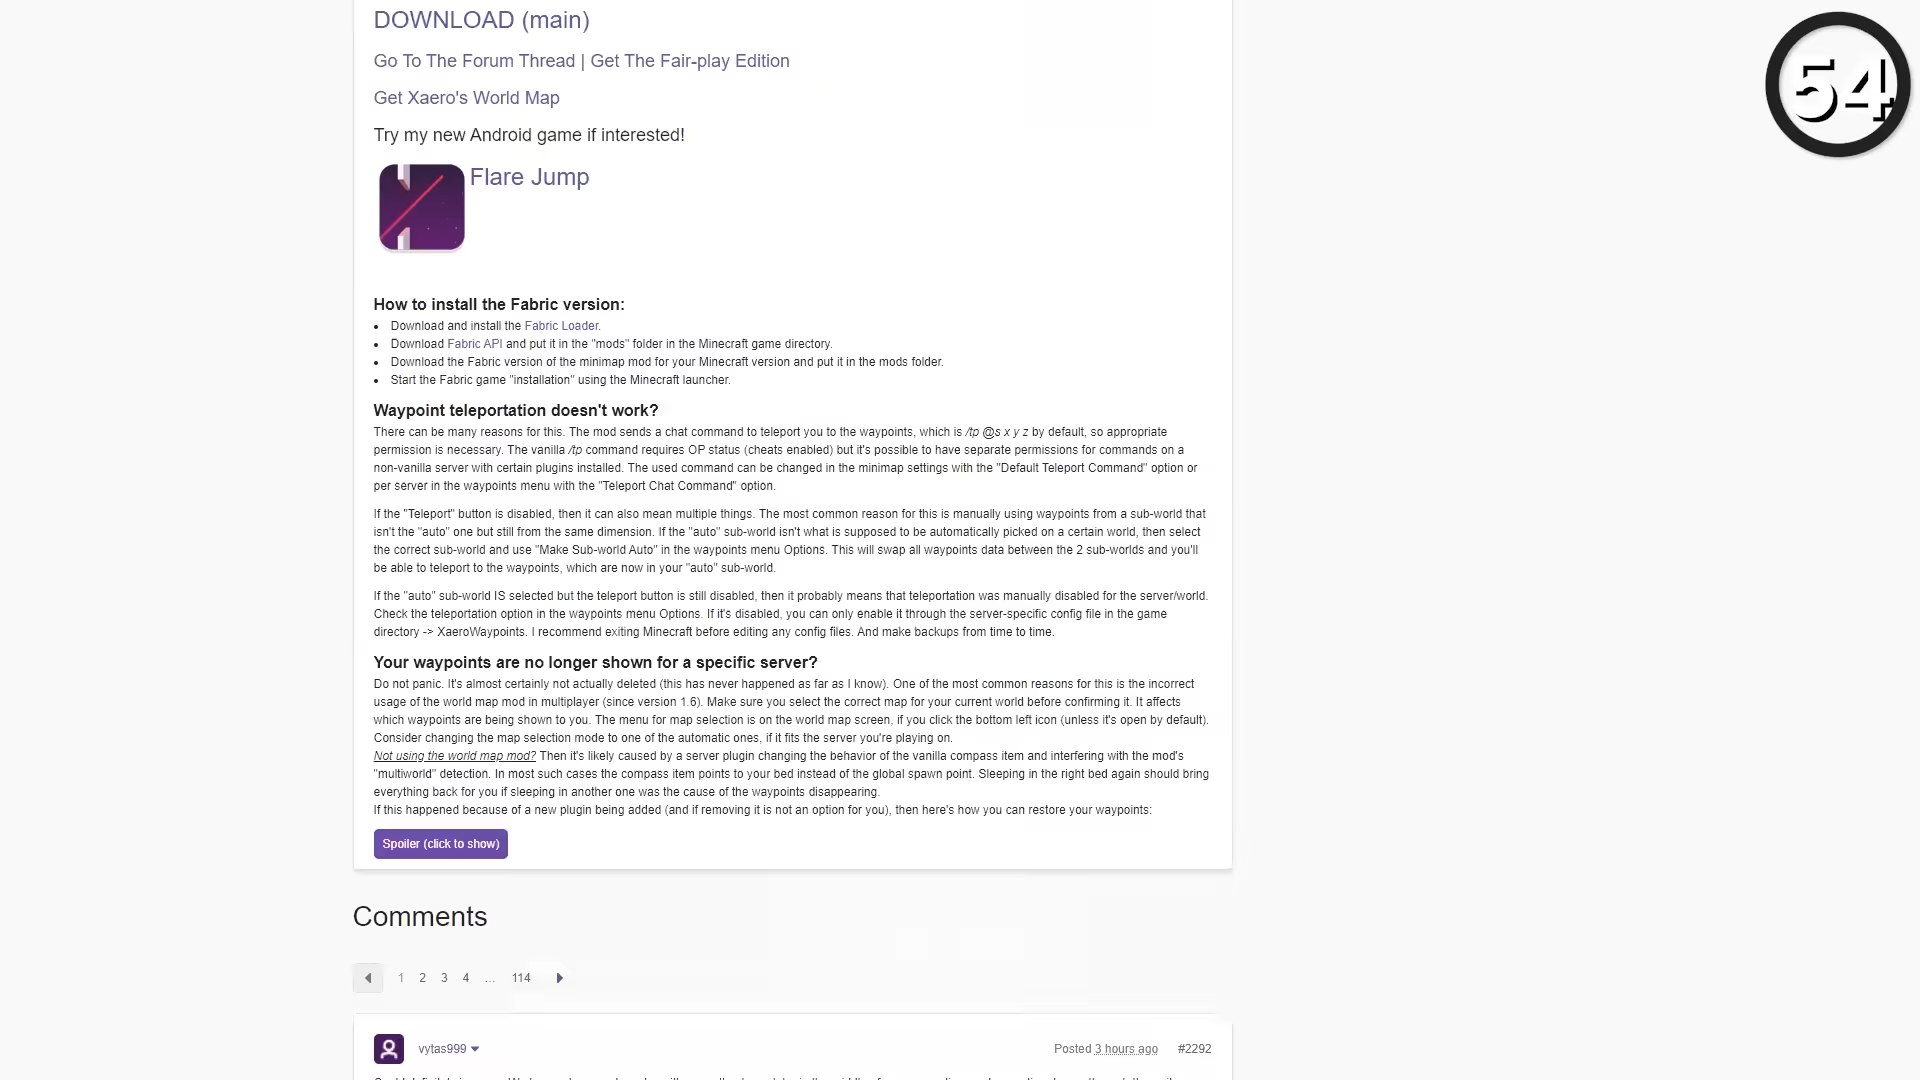 DOWNLOAD (main)
54
Go To The Forum Thread | Get The Fair-play Edition
Get Xaero's World Map
Try my new Android game if interested!
Flare Jump
How to install the Fabric version:
• Download and install the Fabric Loader.
• Download Fabric API and put it in the "mods" folder in the Minecraft game directory.
• Download the Fabric version of the minimap mod for your Minecraft version and put it in the mods folder.
• Start the Fabric game "installation" using the Minecraft launcher.
Waypoint teleportation doesn't work?
There can be many reasons for this. The mod sends a chat command to teleport you to the waypoints, which is /tp @s x y z by default, so appropriate
permission is necessary. The vanilla /tp command requires OP status (cheats enabled) but it's possible to have separate permissions for commands on a
non-vanilla server with certain plugins installed. The used command can be changed in the minimap settings with the "Default Teleport Command" option or
per server in the waypoints menu with the "Teleport Chat Command" option.
If the "Teleport" button is disabled, then it can also mean multiple things. The most common reason for this is manually using waypoints from a sub-world that
isn't the "auto" one but still from the same dimension. If the "auto" sub-world isn't what is supposed to be automatically picked on a certain world, then select
the correct sub-world and use "Make Sub-world Auto" in the waypoints menu Options. This will swap all waypoints data between the 2 sub-worlds and you'll
be able to teleport to the waypoints, which are now in your "auto" sub-world.
If the "auto" sub-world IS selected but the teleport button is still disabled, then it probably means that teleportation was manually disabled for the server/world.
Check the teleportation option in the waypoints menu Options. If it's disabled, you can only enable it through the server-specific config file in the game
directory -> XaeroWaypoints. I recommend exiting Minecraft before editing any config files. And make backups from time to time.
Your waypoints are no longer shown for a specific server?
Do not panic. It's almost certainly not actually deleted (this has never happened as far as I know). One of the most common reasons for this is the incorrect
usage of the world map mod in multiplayer (since version 1.6). Make sure you select the correct map for your current world before confirming it. It affects
which waypoints are being shown to you. The menu for map selection is on the world map screen, if you click the bottom left icon (unless it's open by default).
Consider changing the map selection mode to one of the automatic ones, if it fits the server you're playing on.
Not using the world map mod? Then it's likely caused by a server plugin changing the behavior of the vanilla compass item and interfering with the mod's
"multiworld" detection. In most such cases the compass item points to your bed instead of the global spawn point. Sleeping in the right bed again should bring
everything back for you if sleeping in another one was the cause of the waypoints disappearing.
If this happened because of a new plugin being added (and if removing it is not an option for you), then here's how you can restore your waypoints:
Spoiler (click to show)
Comments
1 2 3 4 ... 114
vytas999 Posted 3 hours ago #2292